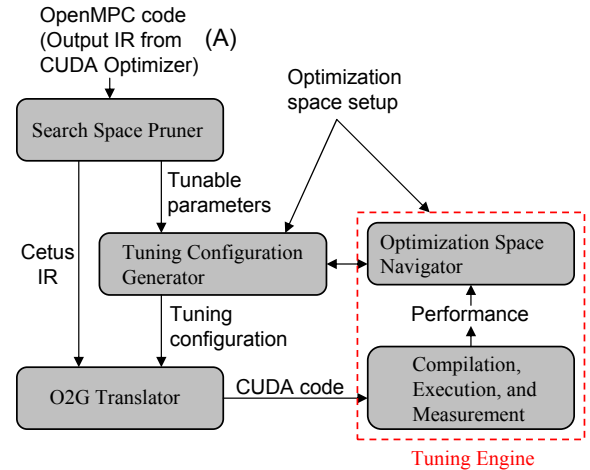 OpenMPC code
(Output IR from
CUDA Optimizer)
(A)
Optimization
space setup
Search Space Pruner
Tunable
parameters
Cetus
IR
Tuning Configuration
Generator
Optimization Space
Navigator
Tuning
configuration
Performance
O2G Translator
CUDA code
Compilation,
Execution, and
Measurement
Tuning Engine